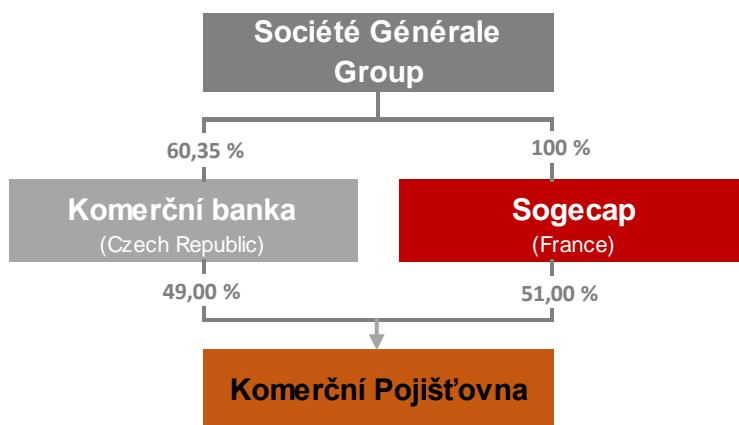 Société Générale
Group
60,35 %
100 %
Komerční banka
(Czech Republic)
Sogecap
(France)
49,00 %
51,00 %
Komerční Pojišťovna